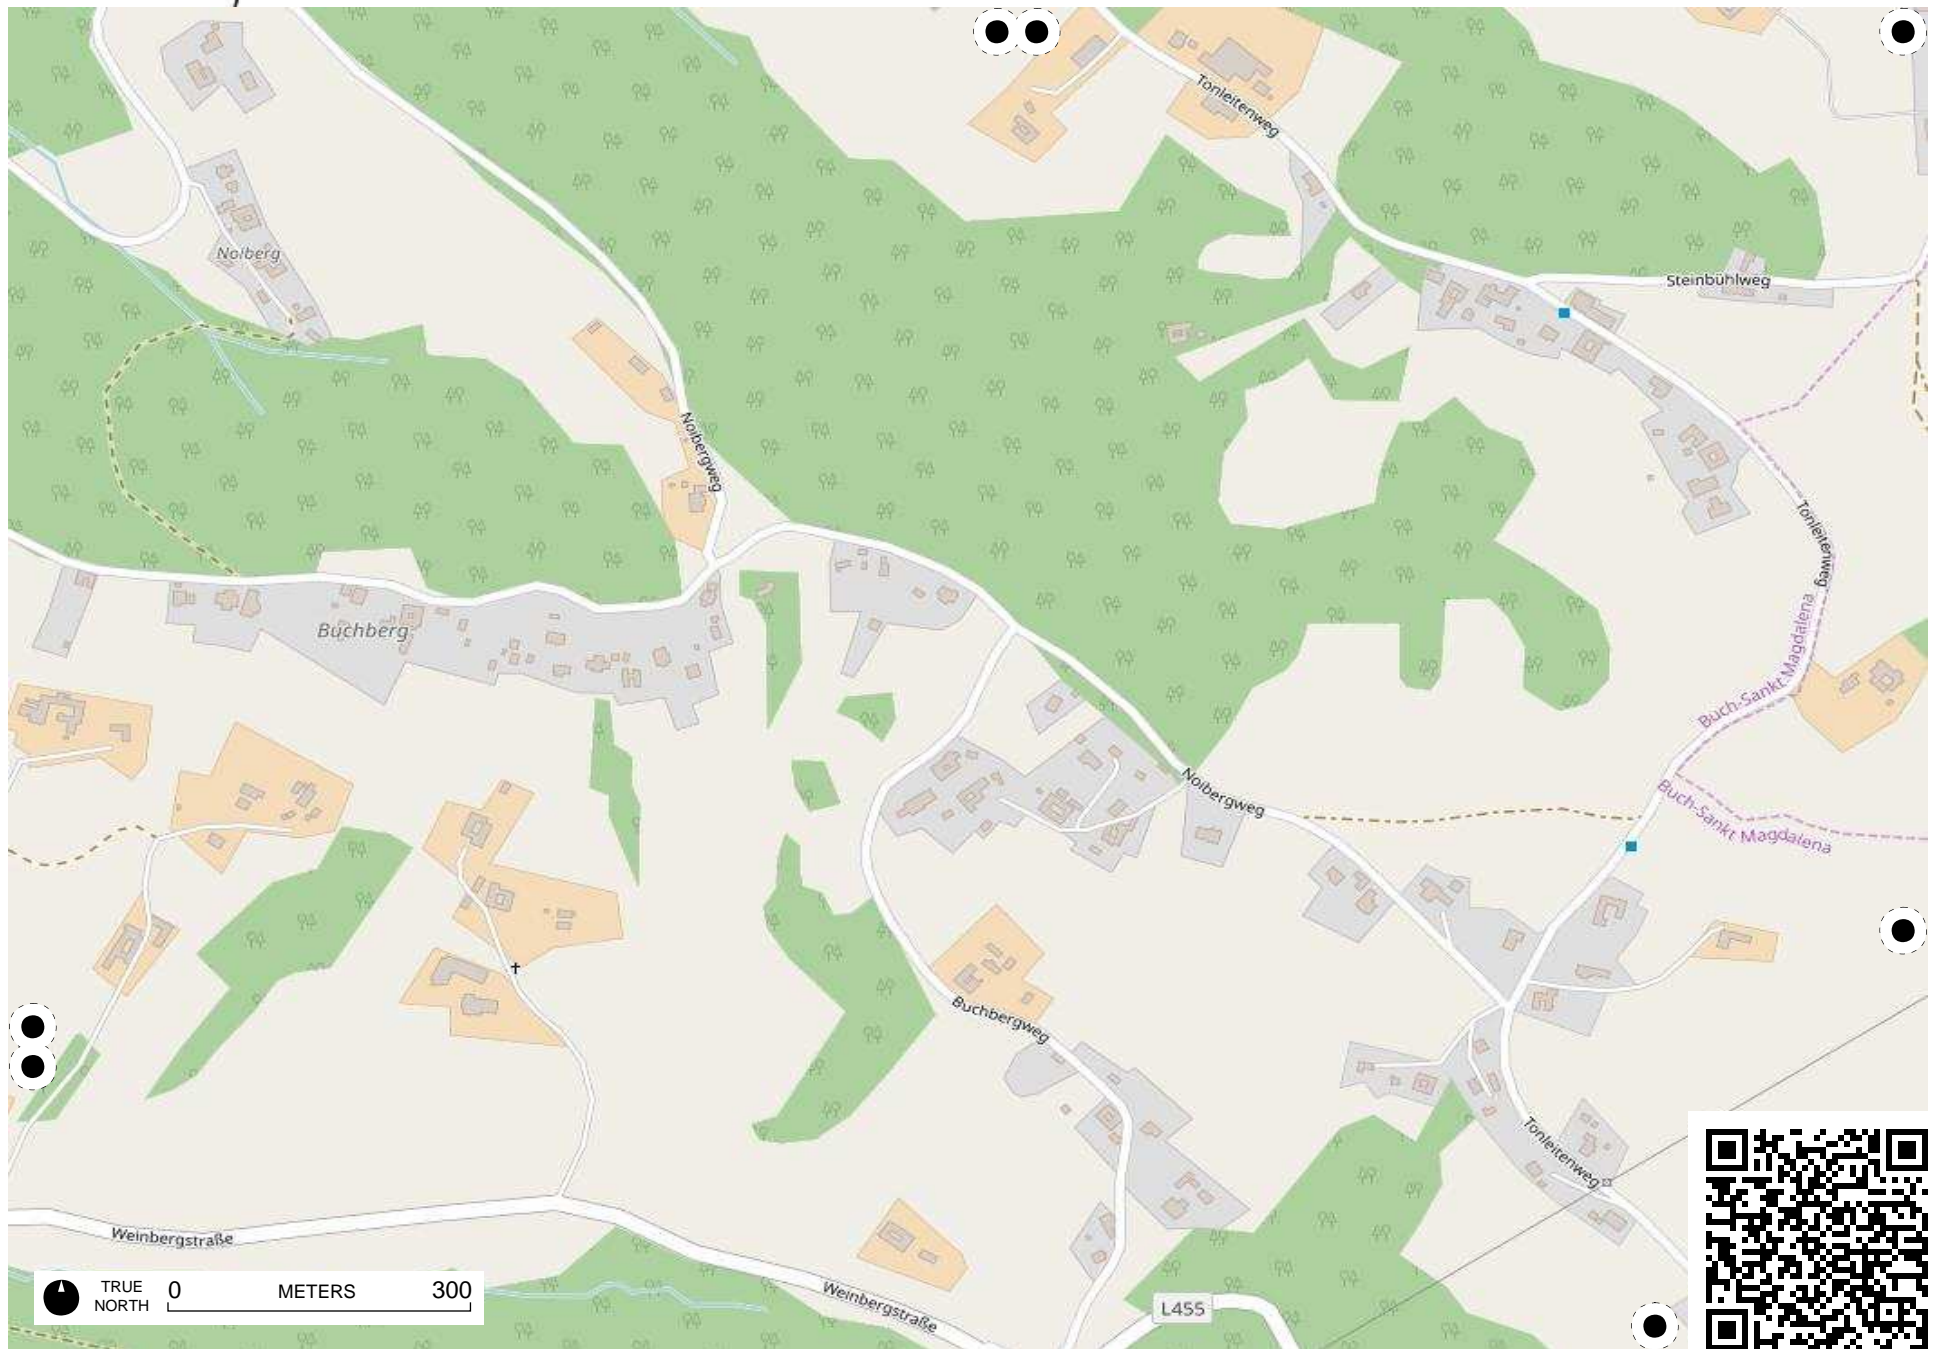 Tonleitenweg
Noiberg
Steinbühlweg
Noibergweg
Tonleitenweg
Buchberg
Buch-Sankt Magdalena
Noibergweg
Buch-Sankt Magdalena
Buchbergweg
Tonleitenweg
Weinbergstraße
TRUE
NORTH
0 METERS 300
Weinbergstraße
L455